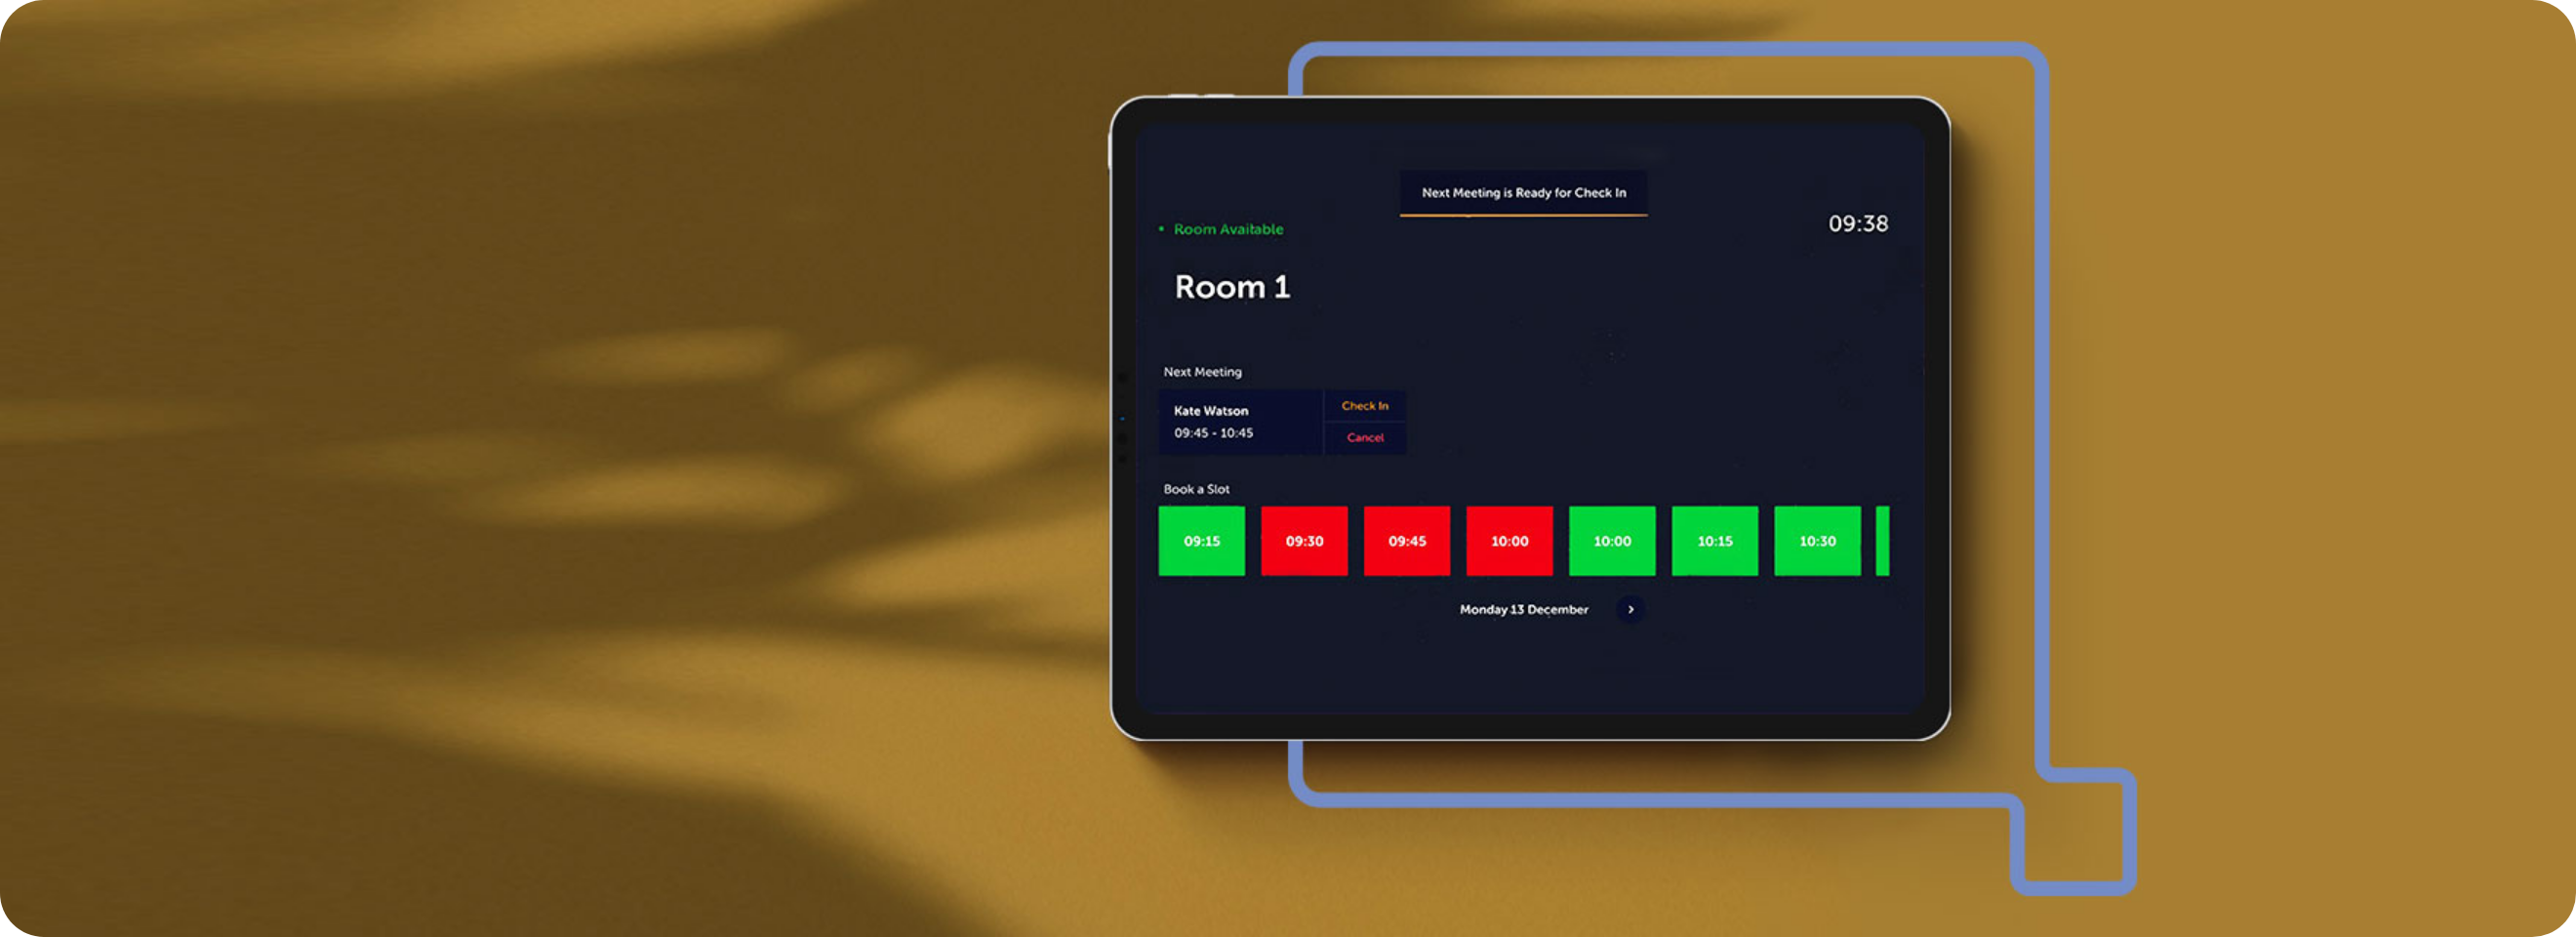 Next Meeting is Ready for Check In
Room Available
09:38
Room 1
Next Meeting
Kate Watson
09:45 - 10:45
Check In
Cancel
Book a Slot
09:15 09:30 09:45 10:00 10:00 10:15 10:30
Monday 13 December